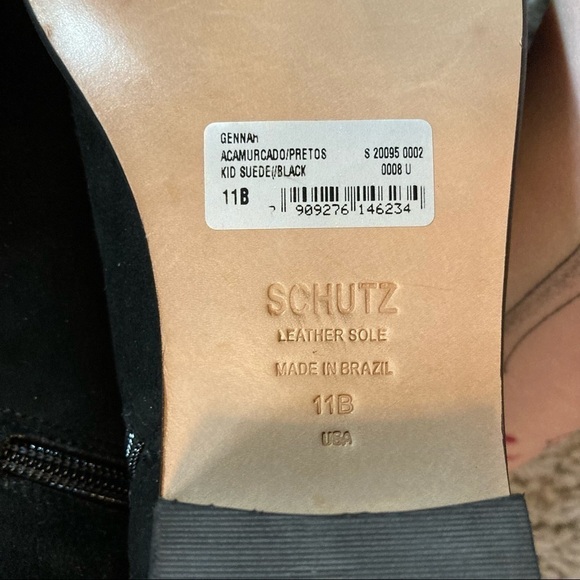 GENNAH
ACAMURCADO/PRETOS S 20095 0002
KID SUEDE//BLACK 0008 U
11B
7 909276 146234
SCHUTZ
LEATHER SOLE
MADE IN BRAZIL
11B
USA